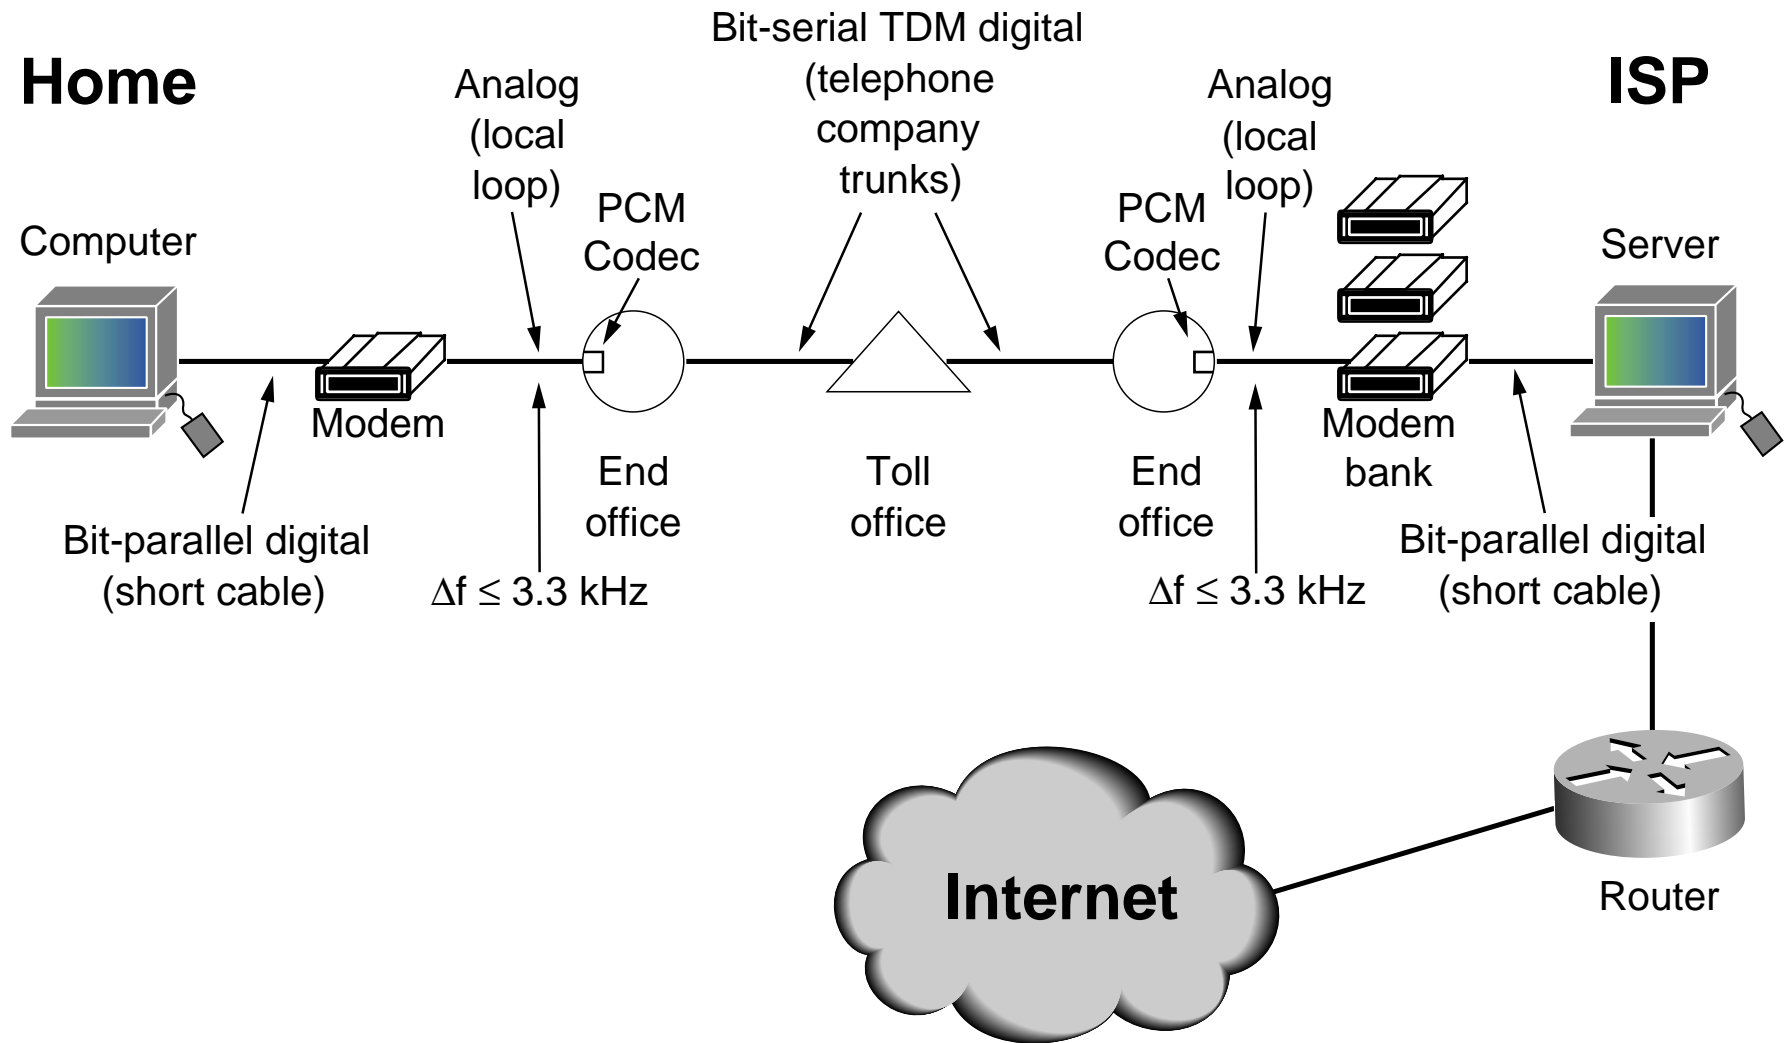 Bit-serial TDM digital
(telephone
company
trunks)
Home
ISP
Analog
(local
loop)
Analog
(local
loop)
PCM
Codec
PCM
Codec
Computer
Server
Modem
Modem
bank
End
office
Toll
office
End
office
Bit-parallel digital
(short cable)
Δf ≤ 3.3 kHz
Δf ≤ 3.3 kHz
Bit-parallel digital
(short cable)
Internet
Router